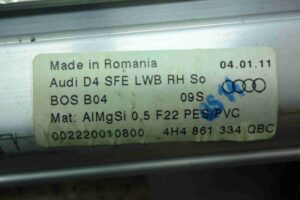 Made in Romania 04.01.11
Audi D4 SFE LWB RH So
BOS B04 09S
Mat: AlMgSi 0,5 F22 PES/PVC
002220010800 4H4 861 334 QBC